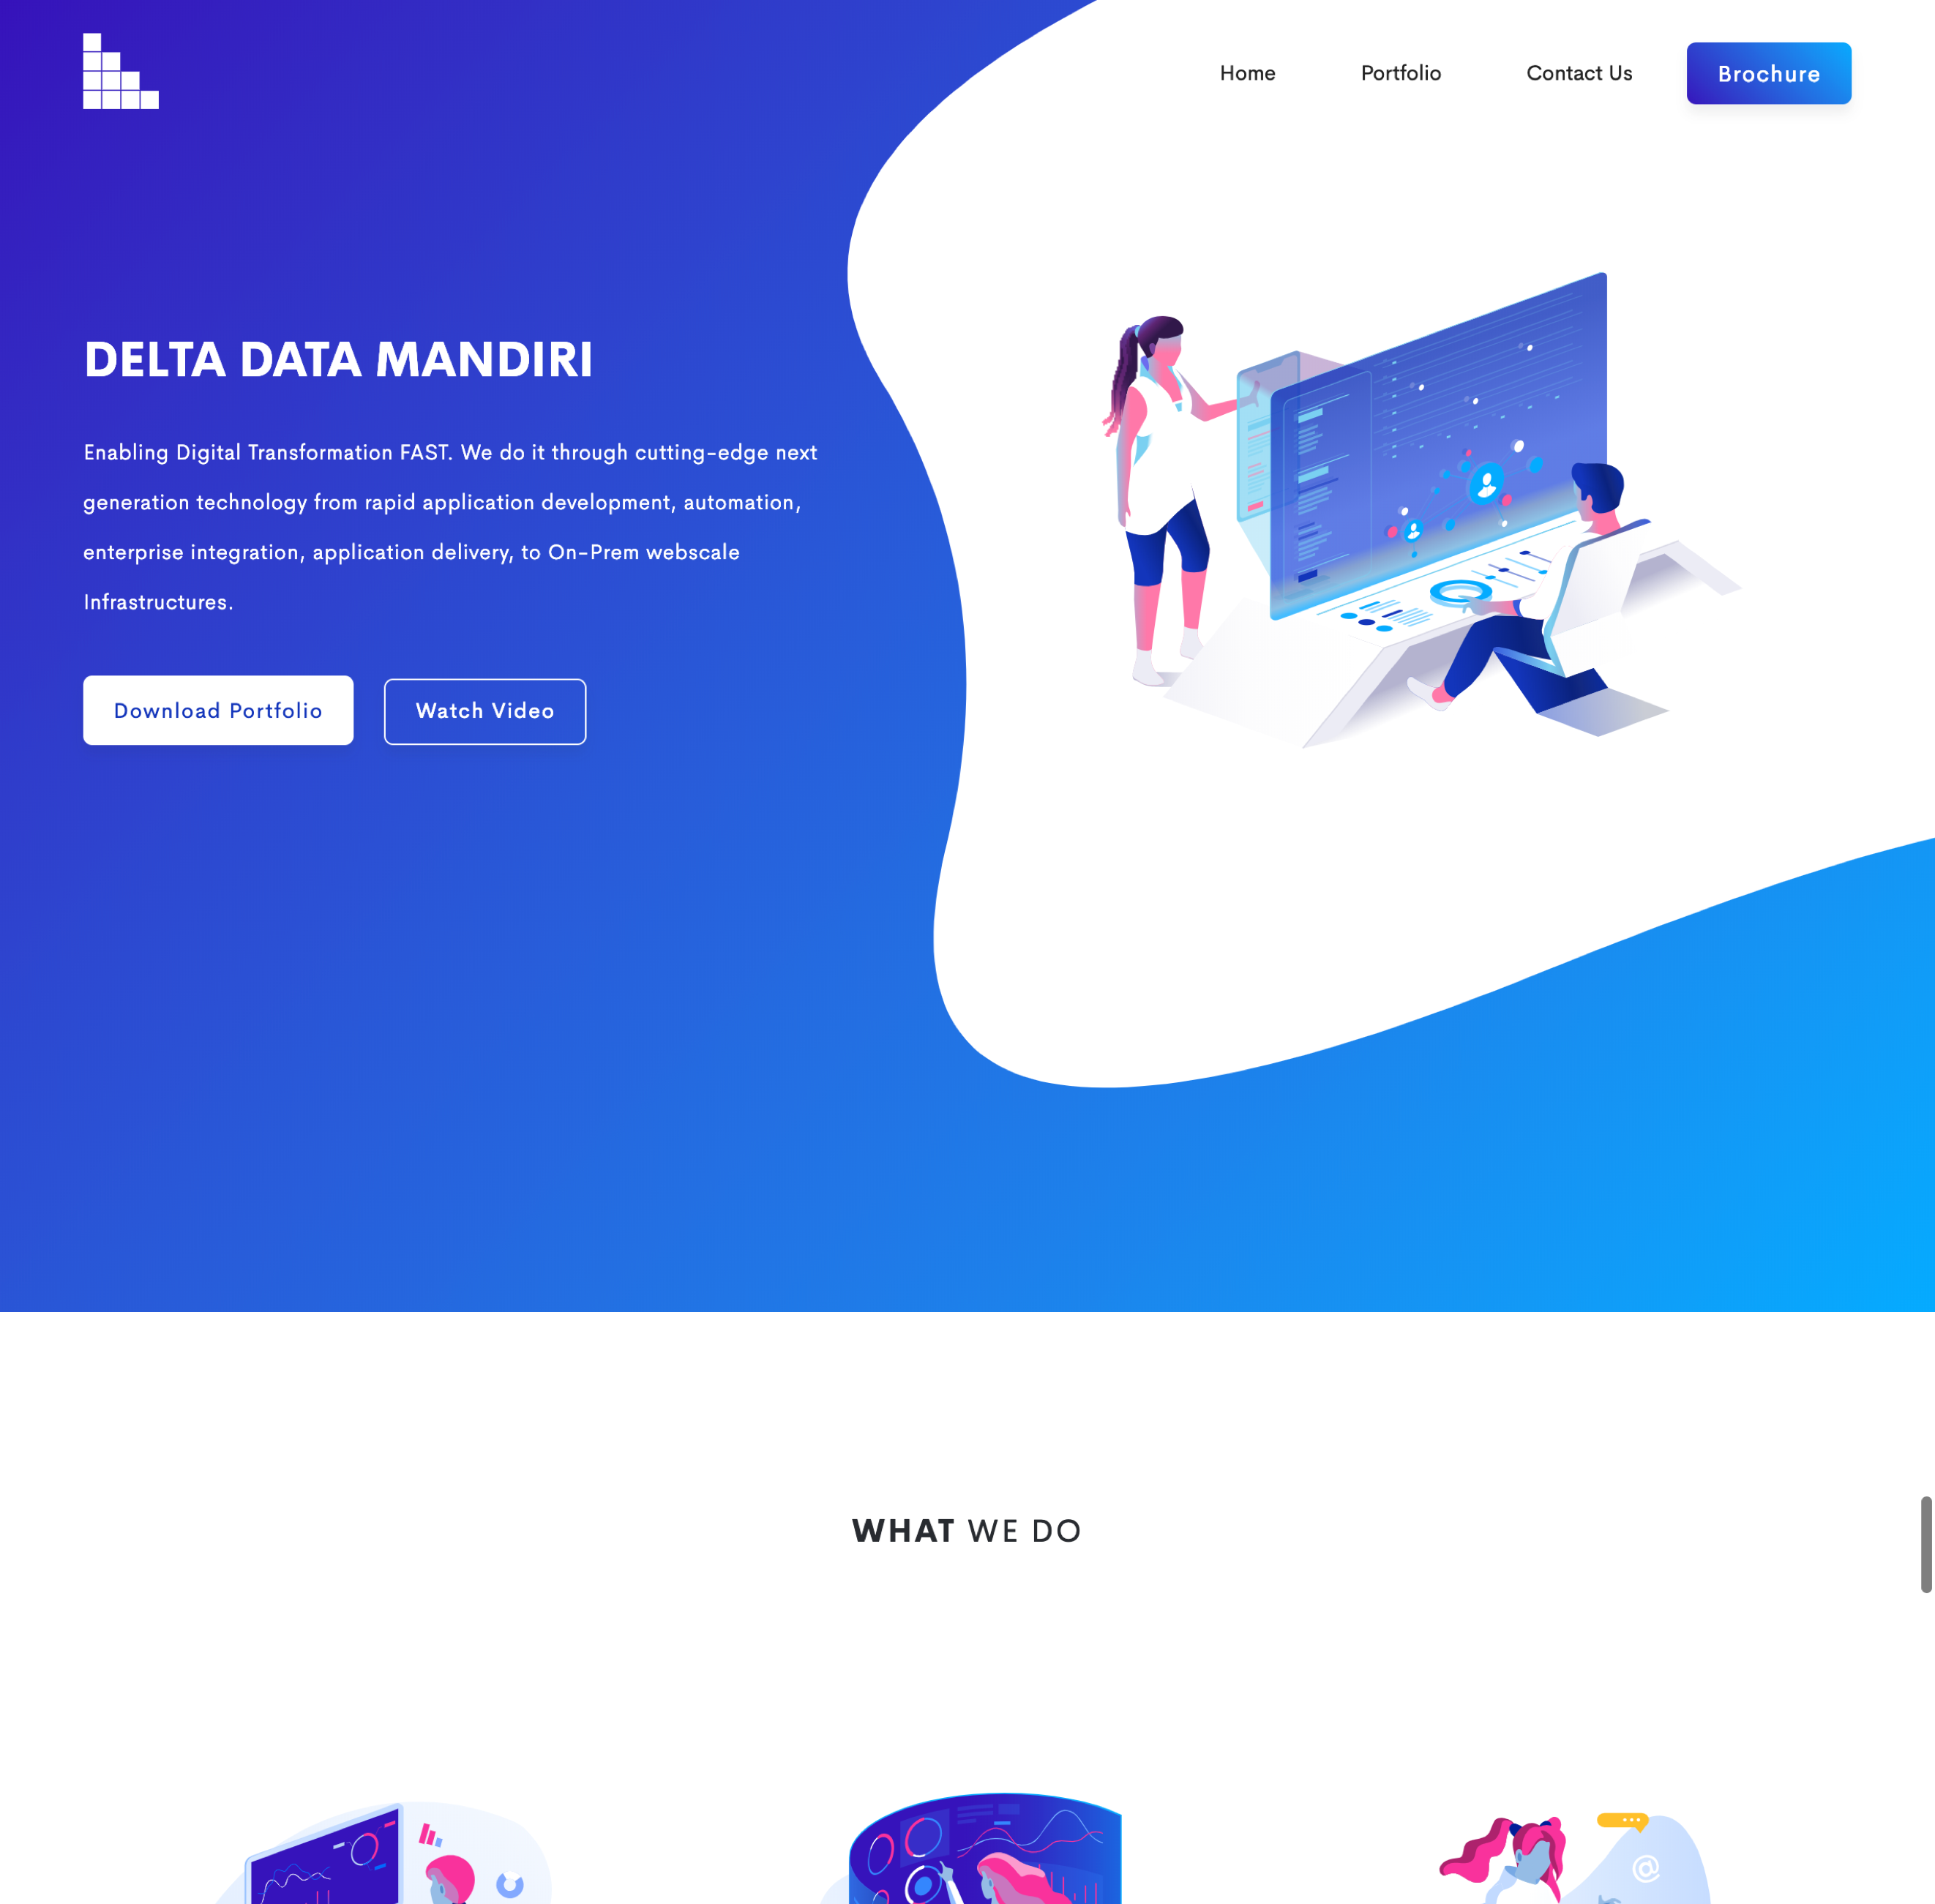 Home
Portfolio
Contact Us
Brochure
DELTA DATA MANDIRI
Enabling Digital Transformation FAST. We do it through cutting-edge next
generation technology from rapid application development, automation,
enterprise integration, application delivery, to On-Prem webscale
Infrastructures.
Download Portfolio
Watch Video
WHAT WE DO
@